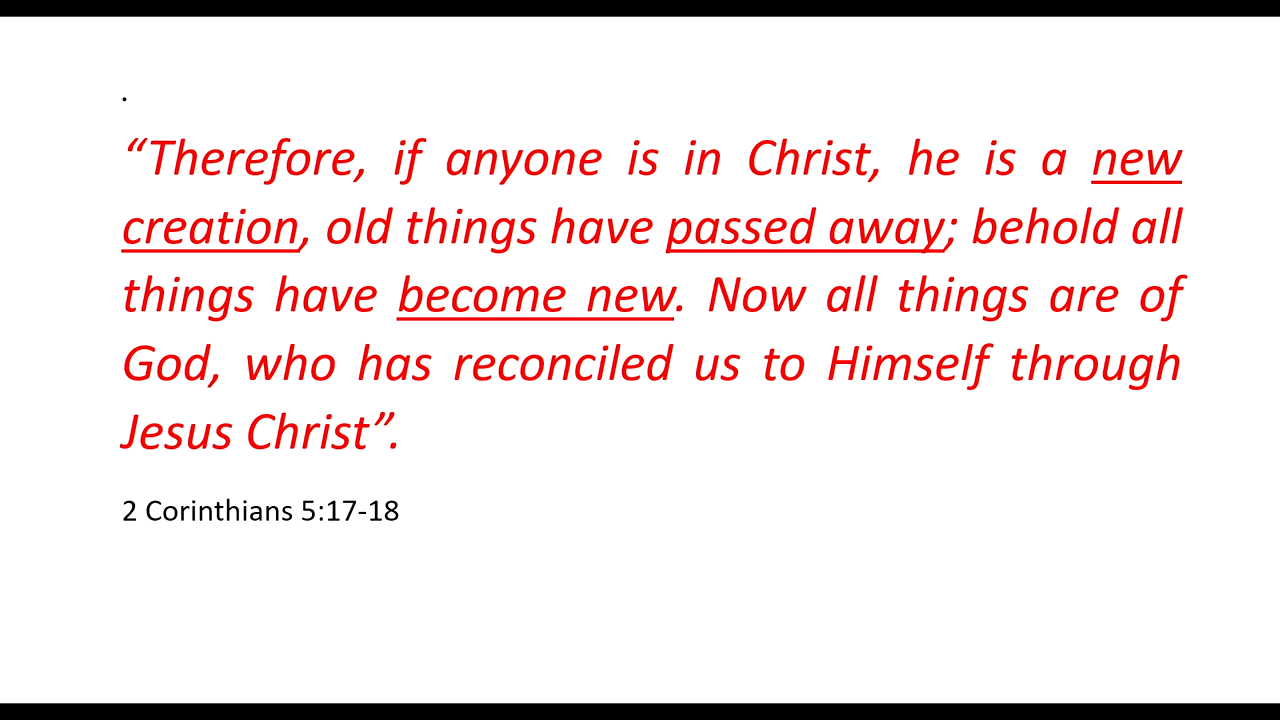 .
“Therefore, if anyone is in Christ, he is a new
creation, old things have passed away; behold all
things have become new. Now all things are of
God, who has reconciled us to Himself through
Jesus Christ”.
2 Corinthians 5:17-18